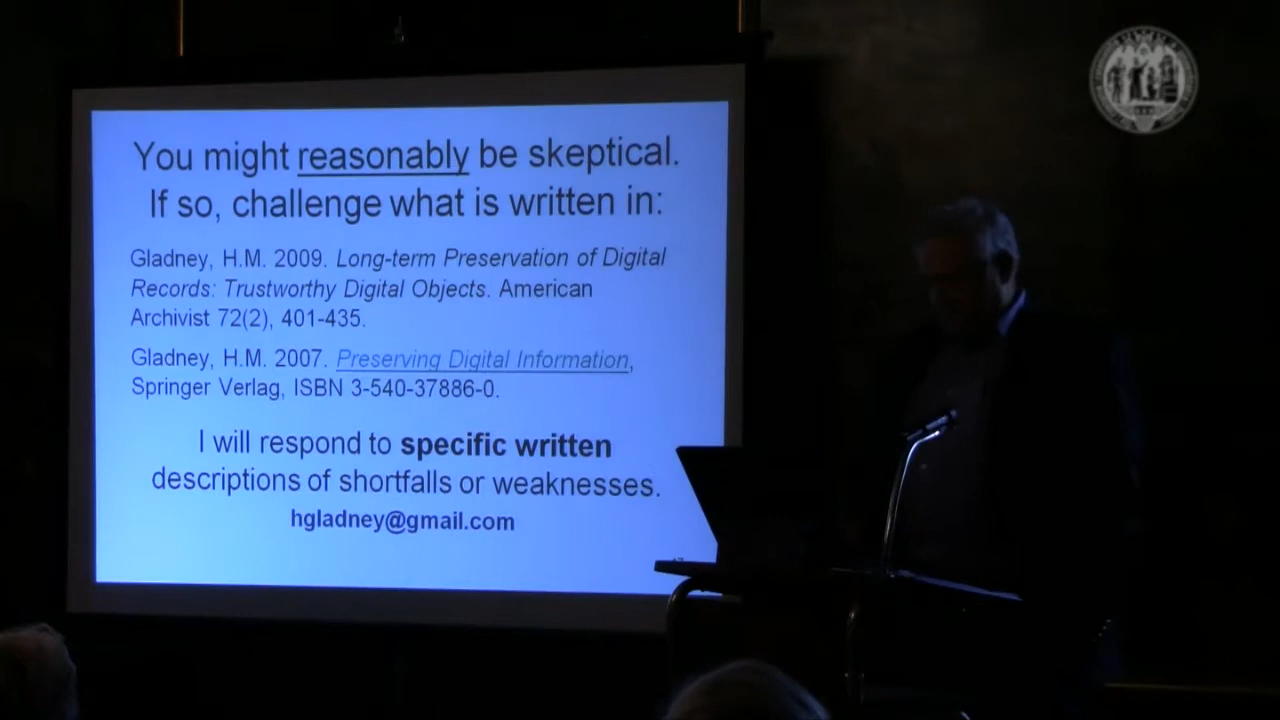 You might reasonably be skeptical.
If so, challenge what is written in:
Gladney, H.M. 2009. Long-term Preservation of Digital
Records: Trustworthy Digital Objects. American
Archivist 72(2), 401-435.
Gladney, H.M. 2007. Preserving Digital Information,
Springer Verlag, ISBN 3-540-37886-0.
I will respond to specific written
descriptions of shortfalls or weaknesses.
hgladney@gmail.com